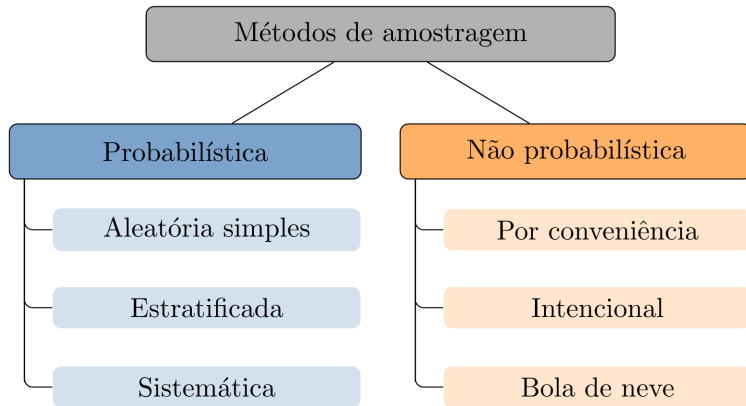 Métodos de amostragem
Probabilística
Não probabilística
Aleatória simples
Por conveniência
Estratificada
Intencional
Sistemática
Bola de neve